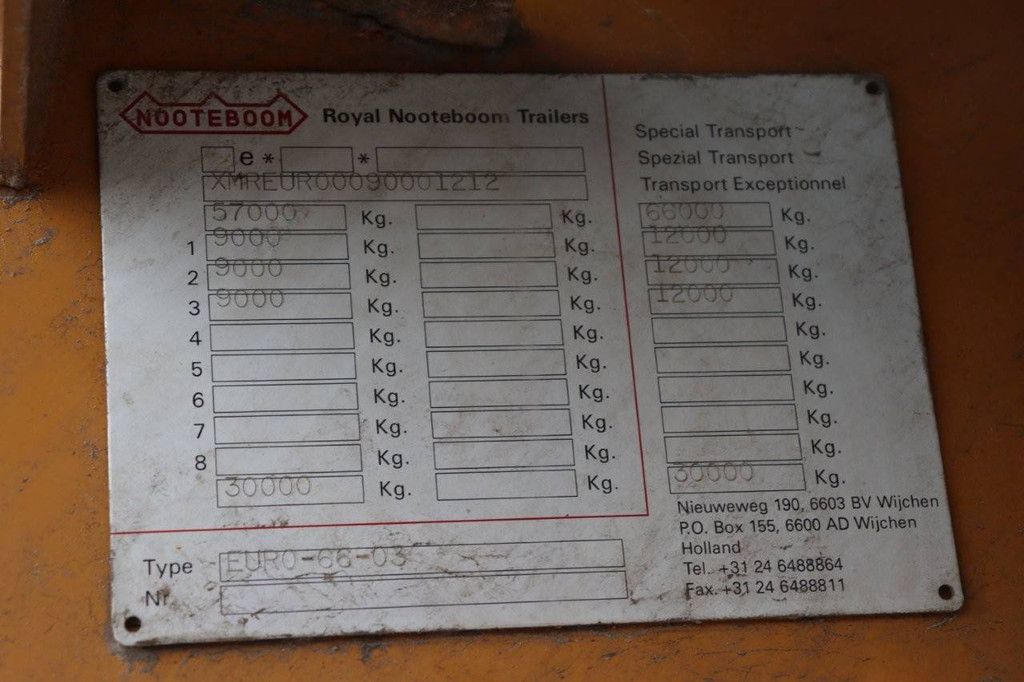 NOOTEBOOM Royal Nooteboom Trailers
e * *
XMREUR00090001212
57000 Kg. Kg.
1 9000 Kg. Kg.
2 9000 Kg. Kg.
3 9000 Kg. Kg.
4 Kg. Kg.
5 Kg. Kg.
6 Kg. Kg.
7 Kg. Kg.
8 Kg. Kg.
30000 Kg. Kg.
Type EURO-66-03
Nr.
Special Transport
Spezial Transport
Transport Exceptionnel
66000 Kg.
12000 Kg.
12000 Kg.
12000 Kg.
Kg.
Kg.
Kg.
Kg.
Kg.
30000 Kg.
Nieuweweg 190, 6603 BV Wijchen
P.O. Box 155, 6600 AD Wijchen
Holland
Tel. +31 24 6488864
Fax. +31 24 6488811